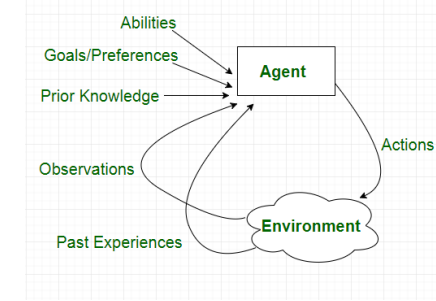 Abilities
Goals/Preferences
Agent
Prior Knowledge
Actions
Observations
Environment
Past Experiences